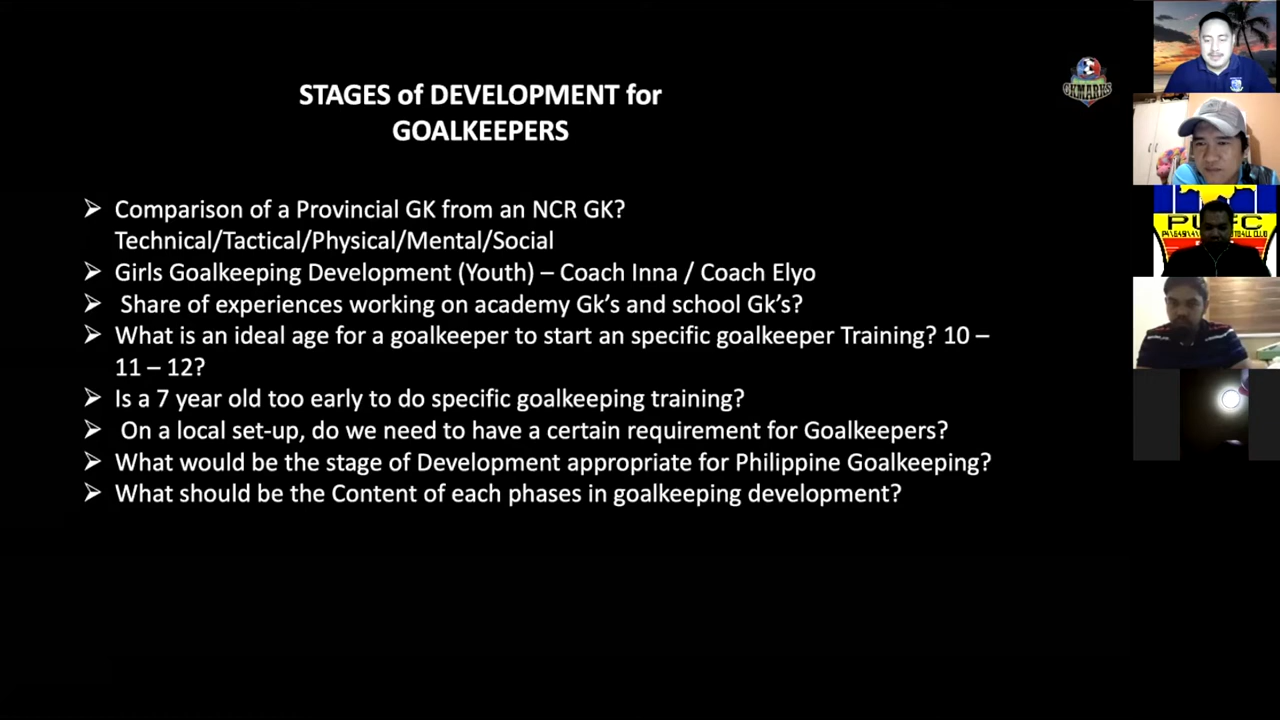 STAGES of DEVELOPMENT for
GOALKEEPERS
GKMARKS
➢ Comparison of a Provincial GK from an NCR GK?
Technical/Tactical/Physical/Mental/Social
➢ Girls Goalkeeping Development (Youth) – Coach Inna / Coach Elyo
➢ Share of experiences working on academy Gk’s and school Gk’s?
➢ What is an ideal age for a goalkeeper to start an specific goalkeeper Training? 10 –
11 – 12?
➢ Is a 7 year old too early to do specific goalkeeping training?
➢ On a local set-up, do we need to have a certain requirement for Goalkeepers?
➢ What would be the stage of Development appropriate for Philippine Goalkeeping?
➢ What should be the Content of each phases in goalkeeping development?